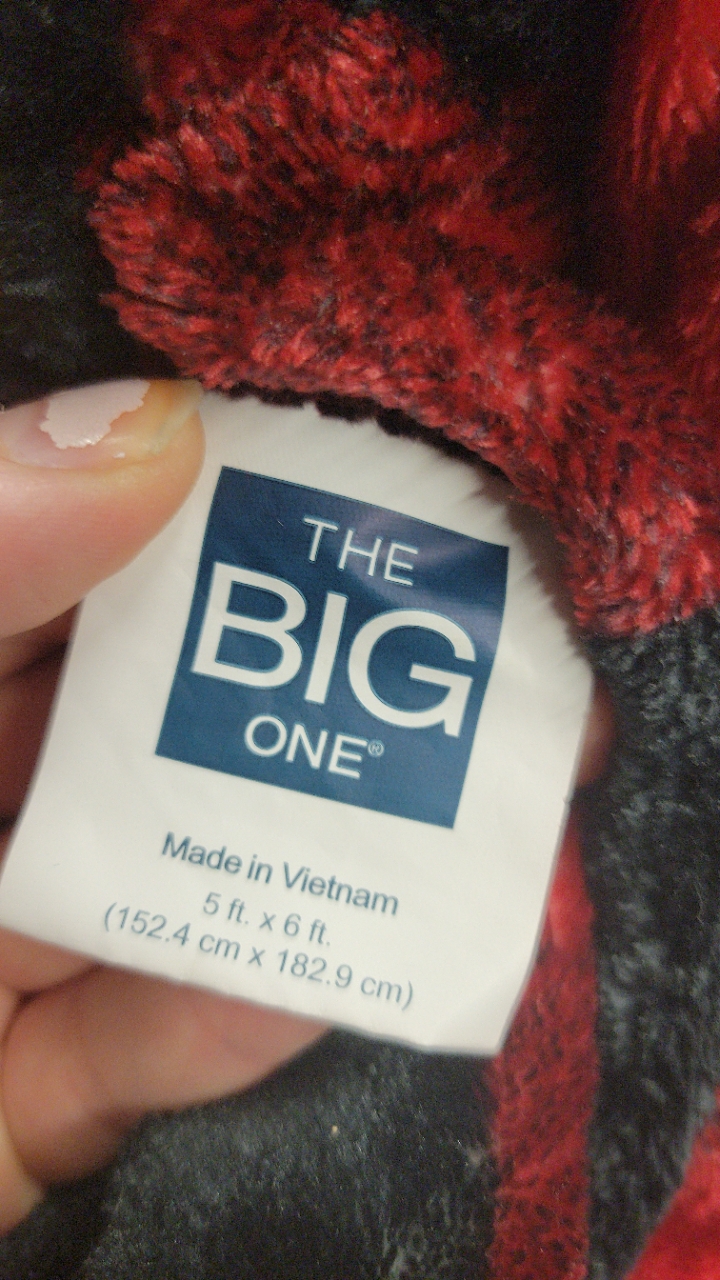 THE
BIG
ONE®
Made in Vietnam
5 ft. x 6 ft.
(152.4 cm x 182.9 cm)